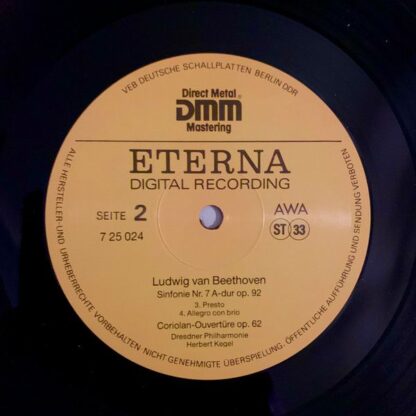 VEB DEUTSCHE SCHALLPLATTEN BERLIN DDR
Direct Metal
DMM
Mastering
ETERNA
DIGITAL RECORDING
SEITE 2
7 25 024
AWA
ST 33
Ludwig van Beethoven
Sinfonie Nr. 7 A-dur op. 92
3. Presto
4. Allegro con brio
Coriolan-Ouvertüre op. 62
Dresdner Philharmonie
Herbert Kegel
ALLE HERSTELLER-UND URHEBERRECHTE VORBEHALTEN · NICHT GENEHMIGTE ÜBERSPIELUNG, ÖFFENTLICHE AUFFÜHRUNG UND SENDUNG VERBOTEN.